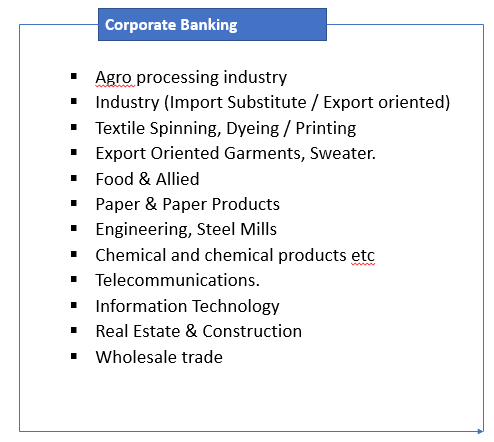 Corporate Banking
▪ Agro processing industry
▪ Industry (Import Substitute / Export oriented)
▪ Textile Spinning, Dyeing / Printing
▪ Export Oriented Garments, Sweater.
▪ Food & Allied
▪ Paper & Paper Products
▪ Engineering, Steel Mills
▪ Chemical and chemical products etc
▪ Telecommunications.
▪ Information Technology
▪ Real Estate & Construction
▪ Wholesale trade